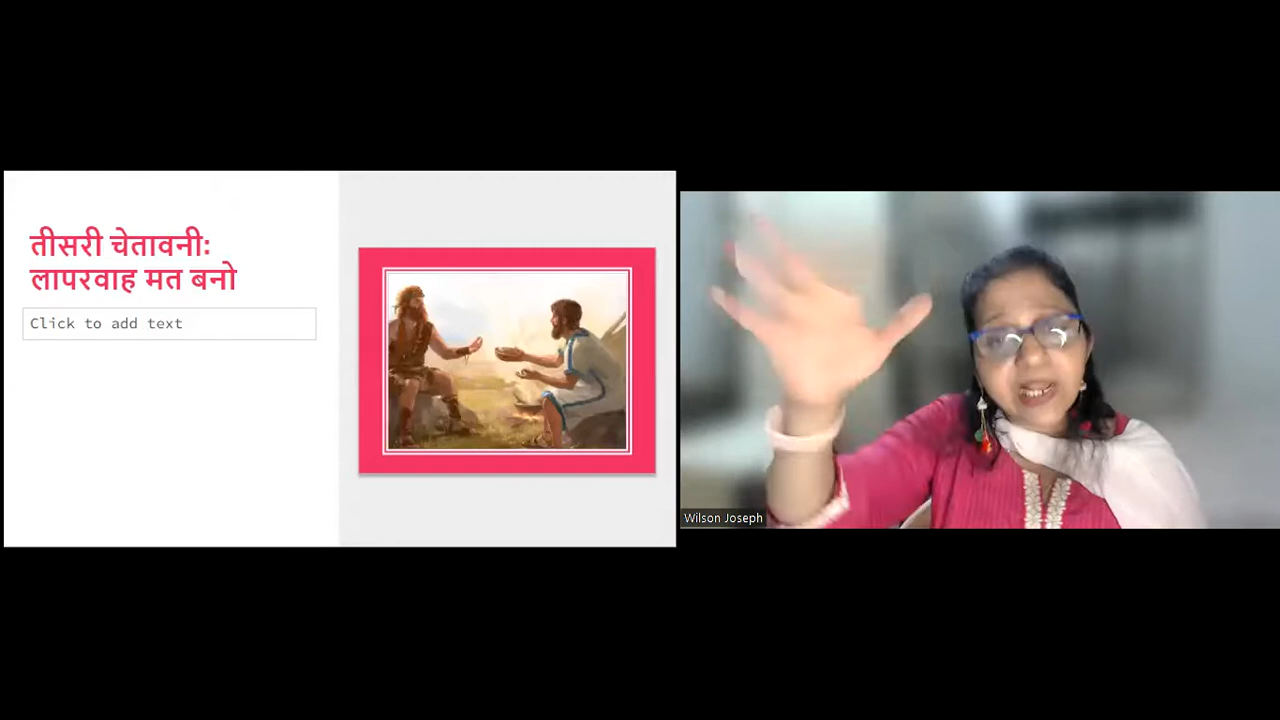 तीसरी चेतावनी:
लापरवाह मत बनो
Click to add text
Wilson Joseph